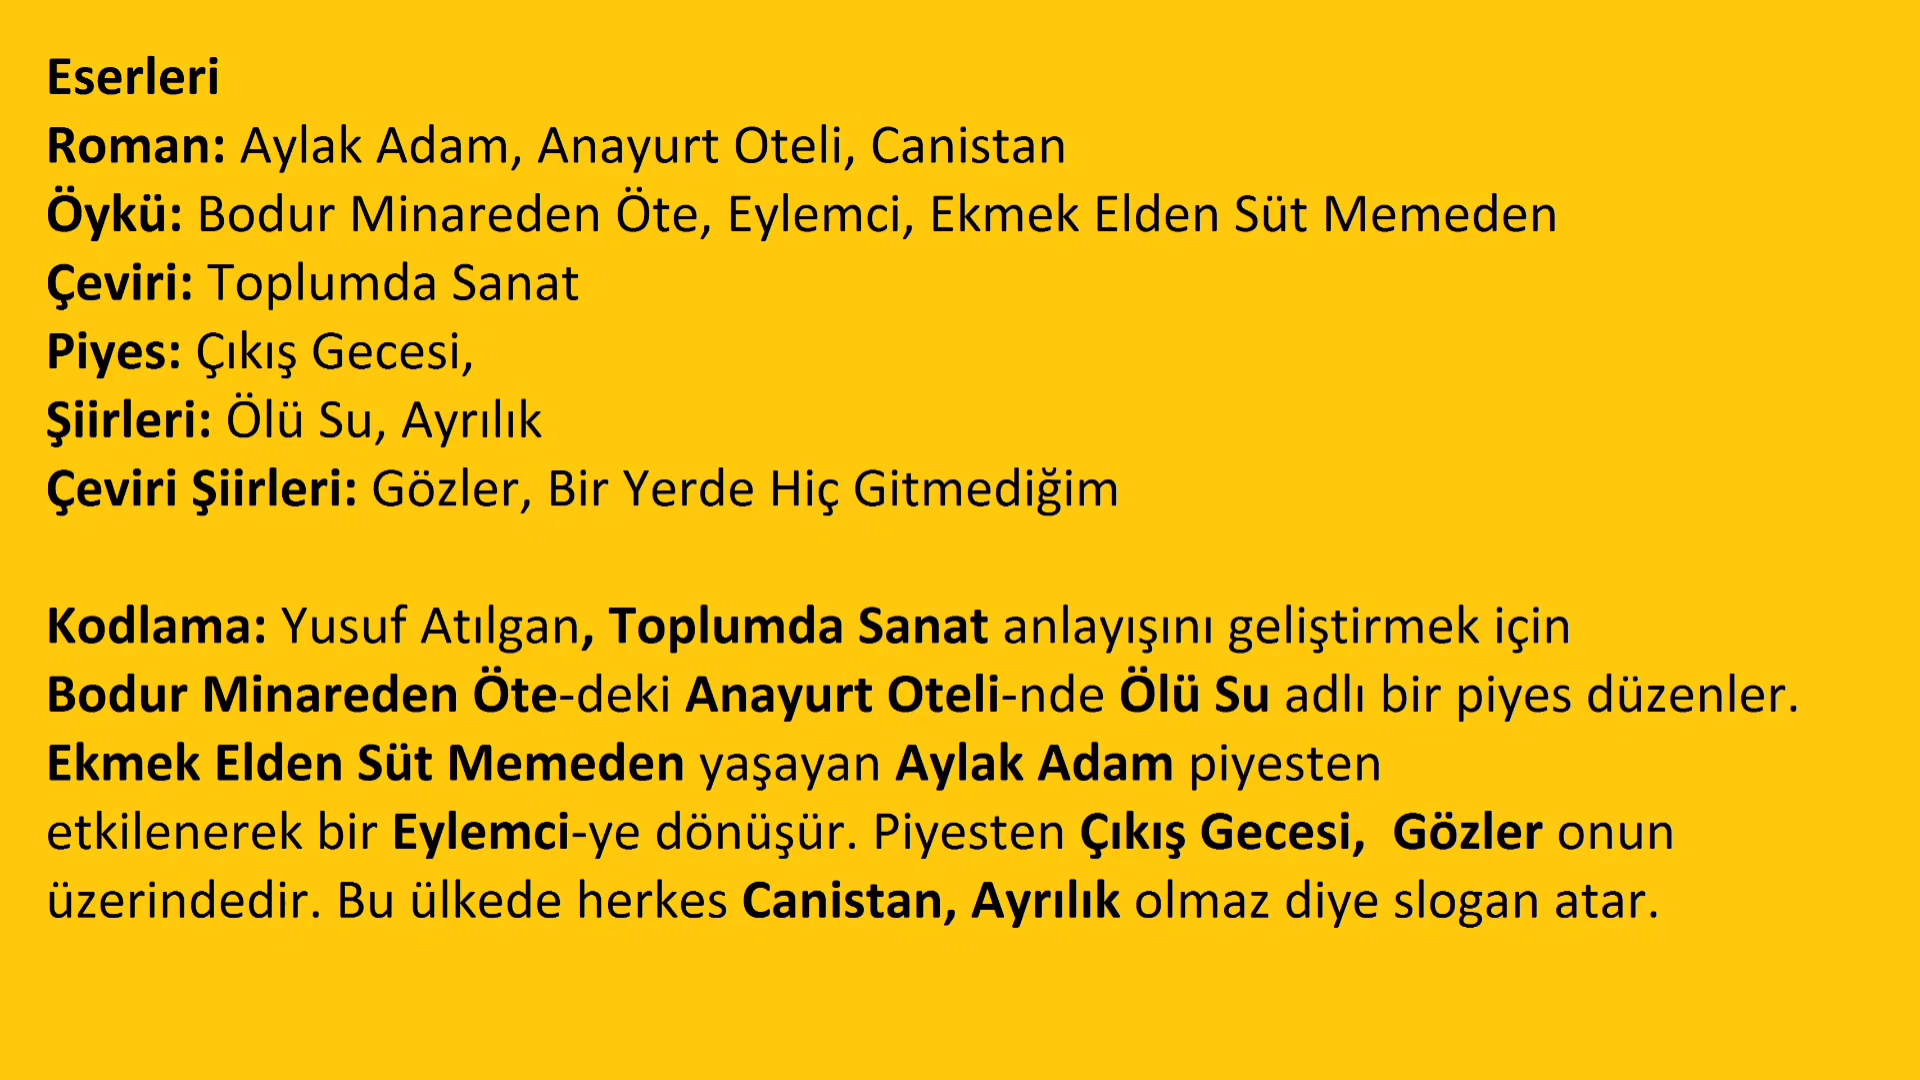 Eserleri
Roman: Aylak Adam, Anayurt Oteli, Canistan
Öykü: Bodur Minareden Öte, Eylemci, Ekmek Elden Süt Memeden
Çeviri: Toplumda Sanat
Piyes: Çıkış Gecesi,
Şiirleri: Ölü Su, Ayrılık
Çeviri Şiirleri: Gözler, Bir Yerde Hiç Gitmediğim
Kodlama: Yusuf Atılgan, Toplumda Sanat anlayışını geliştirmek için
Bodur Minareden Öte-deki Anayurt Oteli-nde Ölü Su adlı bir piyes düzenler.
Ekmek Elden Süt Memeden yaşayan Aylak Adam piyesten
etkilenerek bir Eylemci-ye dönüşür. Piyesten Çıkış Gecesi, Gözler onun
üzerindedir. Bu ülkede herkes Canistan, Ayrılık olmaz diye slogan atar.